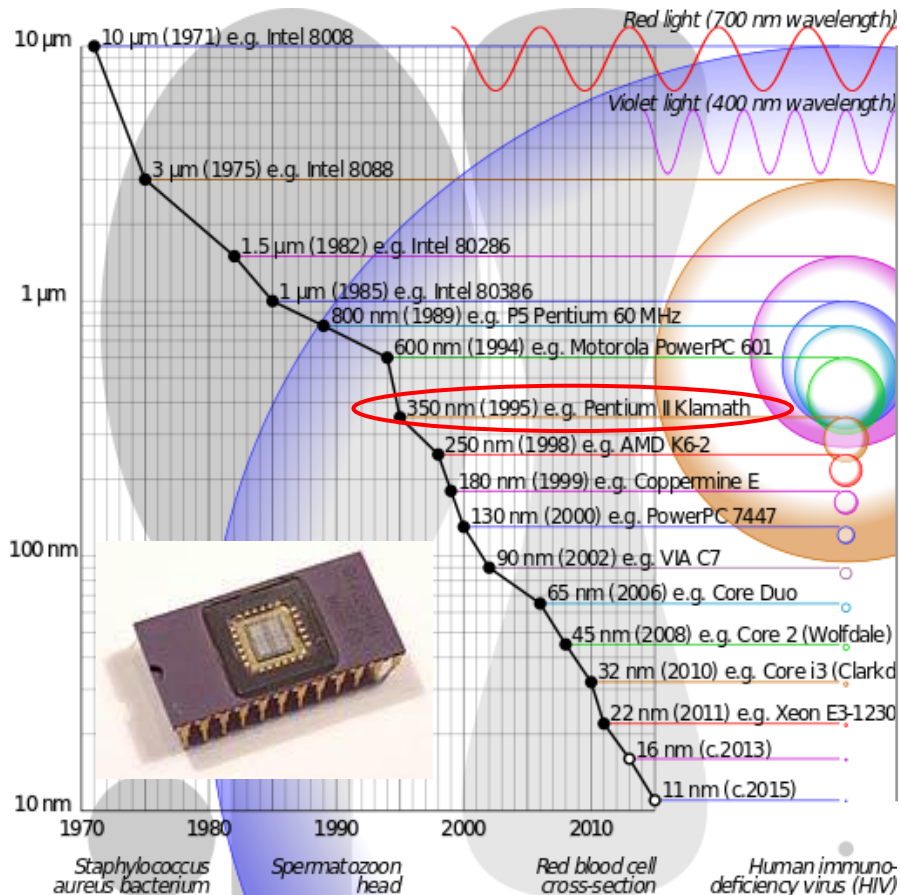 Red light (700 nm wavelength)
10 µm
10 µm (1971) e.g. Intel 8008
Violet light (400 nm wavelength)
3 µm (1975) e.g. Intel 8088
1.5 µm (1982) e.g. Intel 80286
1 µm
1 µm (1985) e.g. Intel 80386
800 nm (1989) e.g. P5 Pentium 60 MHz
600 nm (1994) e.g. Motorola PowerPC 601
350 nm (1995) e.g. Pentium II Klamath
250 nm (1998) e.g. AMD K6-2
180 nm (1999) e.g. Coppermine E
130 nm (2000) e.g. PowerPC 7447
100 nm
90 nm (2002) e.g. VIA C7
65 nm (2006) e.g. Core Duo
45 nm (2008) e.g. Core 2 (Wolfdale)
32 nm (2010) e.g. Core i3 (Clarkd
22 nm (2011) e.g. Xeon E3-1230
16 nm (c.2013)
11 nm (c.2015)
10 nm
1970 1980 1990 2000 2010
Staphylococcus
aureus bacterium
Spermatozoon
head
Red blood cell
cross-section
Human immuno-
deficiency virus (HIV)